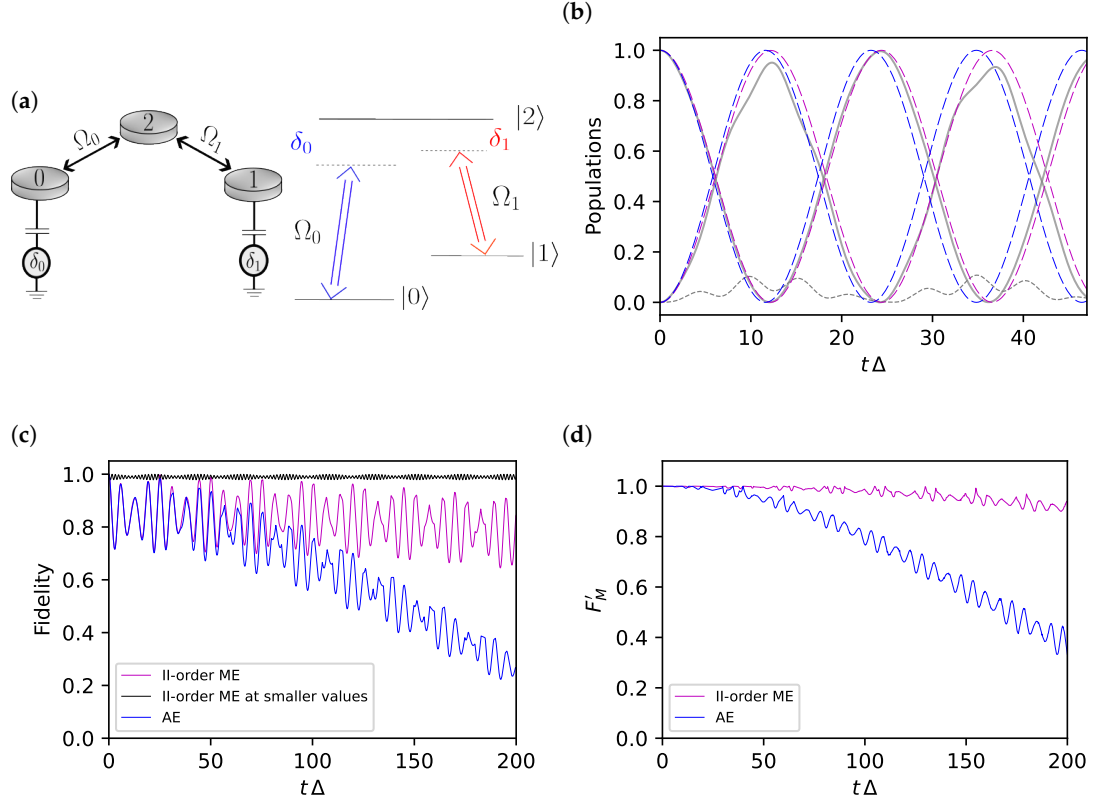 (a)
2
Ω₀
Ω₁
0
1
δ₀
δ₁
|2⟩
δ₀
δ₁
Ω₀
Ω₁
|1⟩
|0⟩
(b)
Populations
1.0
0.8
0.6
0.4
0.2
0.0
0 10 20 30 40
t Δ
(c)
Fidelity
1.0
0.8
0.6
0.4
0.2
0.0
II-order ME
II-order ME at smaller values
AE
0 50 100 150 200
t Δ
(d)
F′_M
1.0
0.8
0.6
0.4
0.2
0.0
II-order ME
AE
0 50 100 150 200
t Δ